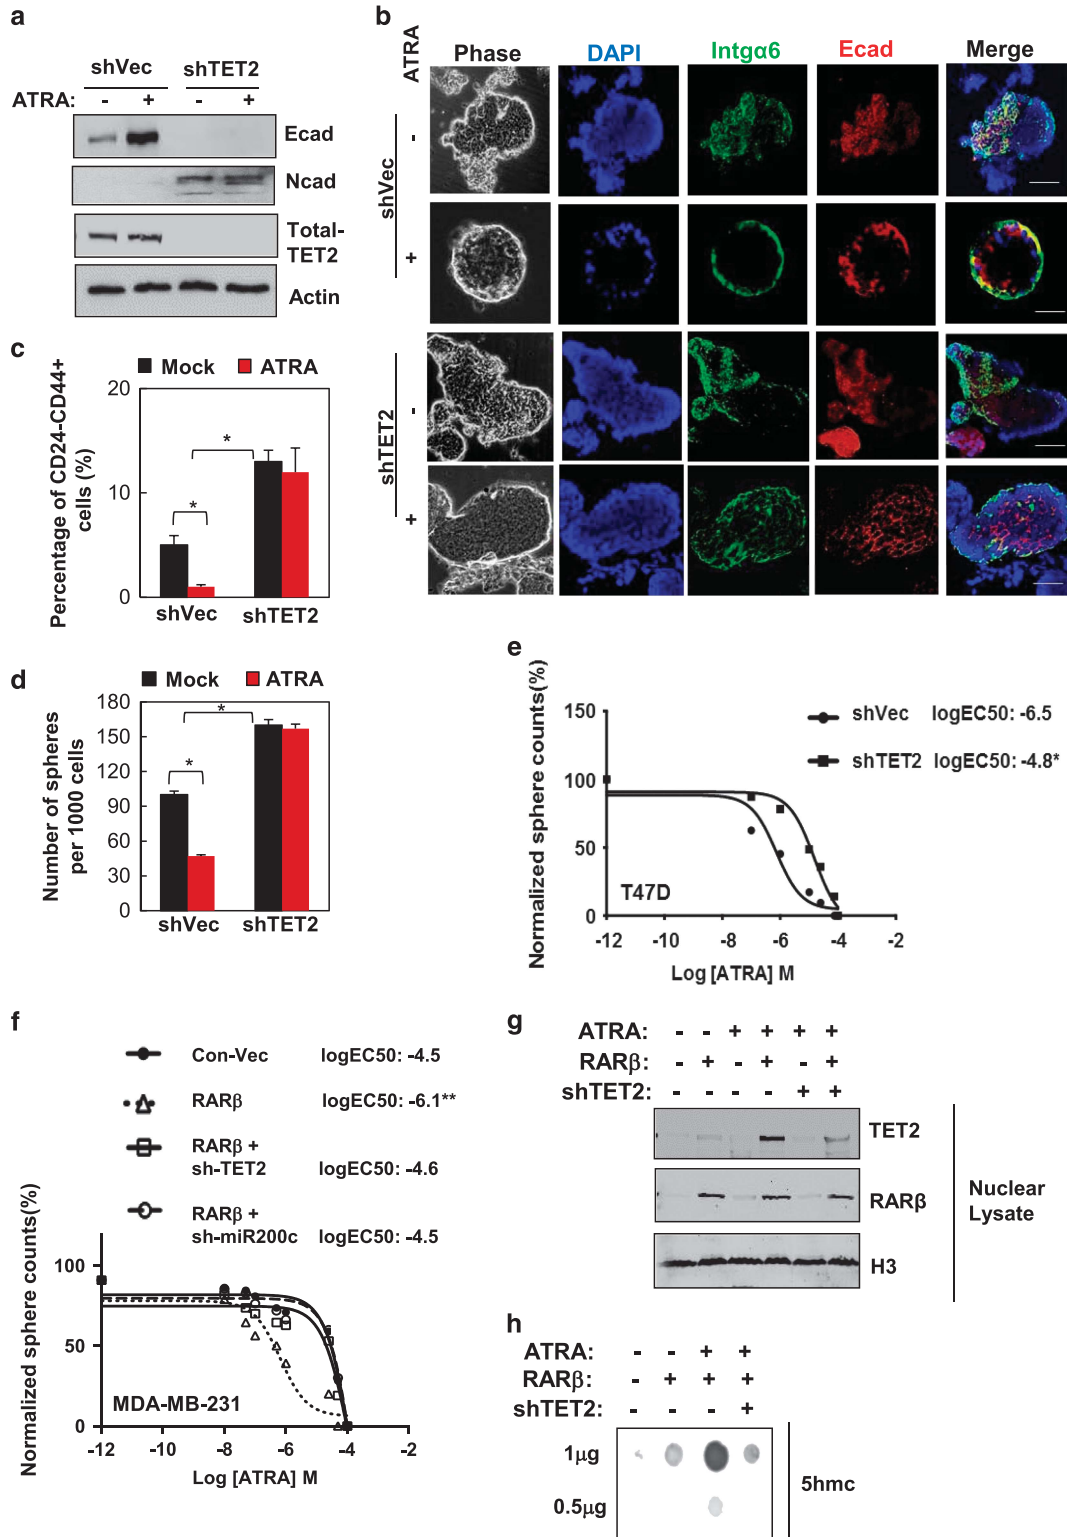 a
shVec shTET2
ATRA: - + - +
Ecad
Ncad
Total-
TET2
Actin
b
ATRA
Phase DAPI Intgα6 Ecad Merge
shVec
-
+
shTET2
-
+
c
Mock ATRA
Percentage of CD24-CD44+
cells (%)
20
10
0
*
*
shVec shTET2
d
Mock ATRA
Number of spheres
per 1000 cells
180
150
120
90
60
30
0
*
*
shVec shTET2
e
Normalized sphere counts(%)
150
100
50
0
shVec logEC50: -6.5
shTET2 logEC50: -4.8*
T47D
-12 -10 -8 -6 -4 -2
Log [ATRA] M
f
Con-Vec logEC50: -4.5
RARβ logEC50: -6.1**
RARβ +
sh-TET2 logEC50: -4.6
RARβ +
sh-miR200c logEC50: -4.5
Normalized sphere counts(%)
100
50
0
MDA-MB-231
-12 -10 -8 -6 -4 -2
Log [ATRA] M
g
ATRA: - - + + + +
RARβ: - + - + - +
shTET2: - - - - + +
TET2
RARβ
H3
Nuclear
Lysate
h
ATRA: - - + +
RARβ: - + + +
shTET2: - - - +
1μg
0.5μg
5hmc